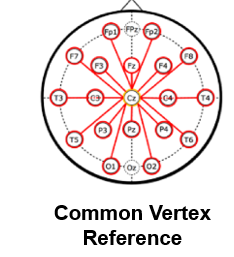 Fp1 FPz Fp2
F7 F3 Fz F4 F8
T3 C3 Cz C4 T4
T5 P3 Pz P4 T6
O1 Oz O2
Common Vertex
Reference